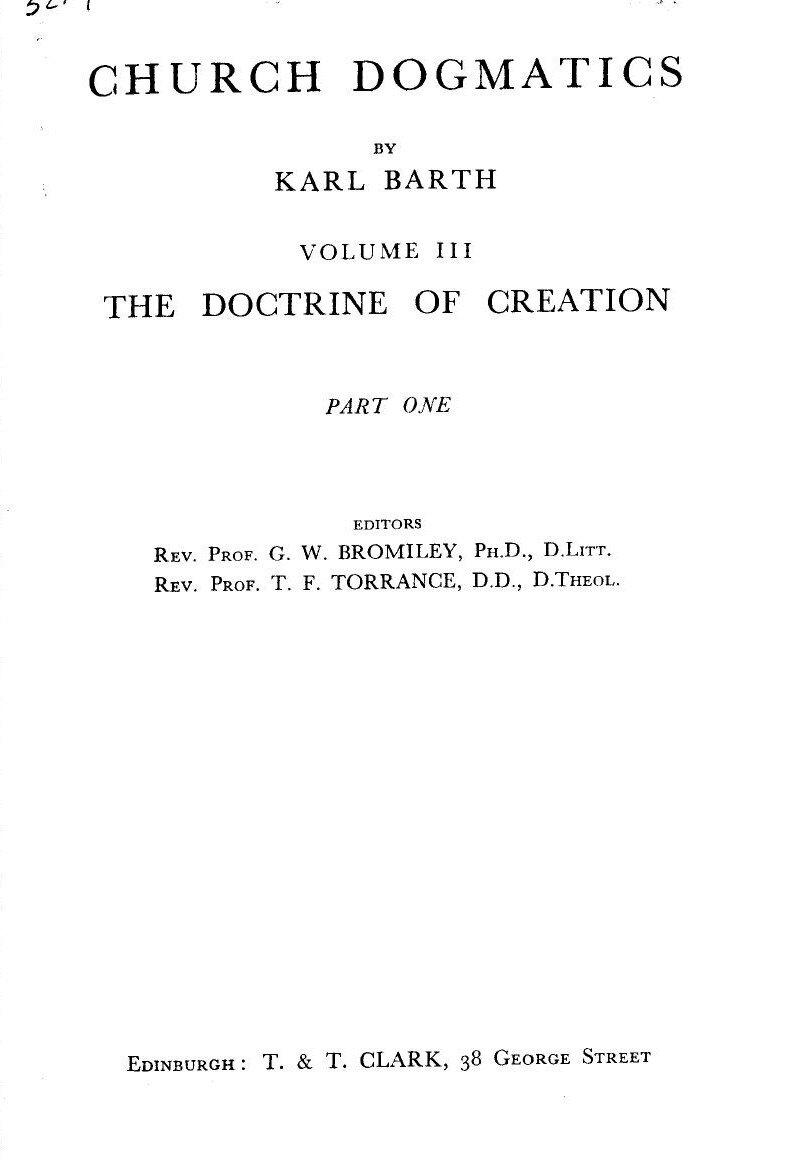 CHURCH DOGMATICS
BY
KARL BARTH
VOLUME III
THE DOCTRINE OF CREATION
PART ONE
EDITORS
REV. PROF. G. W. BROMILEY, PH.D., D.LITT.
REV. PROF. T. F. TORRANCE, D.D., D.THEOL.
EDINBURGH: T. & T. CLARK, 38 GEORGE STREET